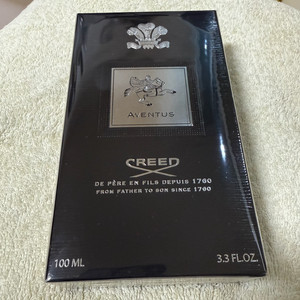 AVENTUS
CREED
DE PÈRE EN FILS DEPUIS 1760
FROM FATHER TO SON SINCE 1760
100 ML 3.3 FL.OZ.